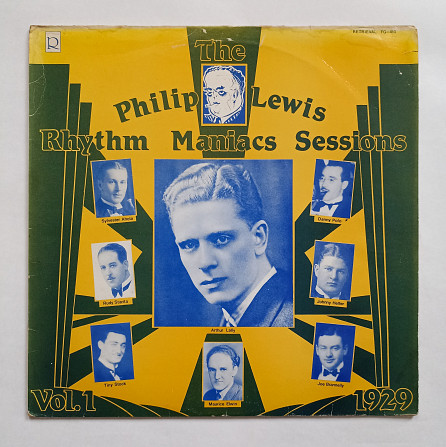 R
RETRIEVAL FG-403
The
Philip Lewis
Rhythm Maniacs Sessions
Sylvester Ahola
Danny Polo
Rudy Starita
Johnny Helfer
Arthur Lally
Tiny Stock
Joe Brannelly
Maurice Elwin
Vol. 1
1929